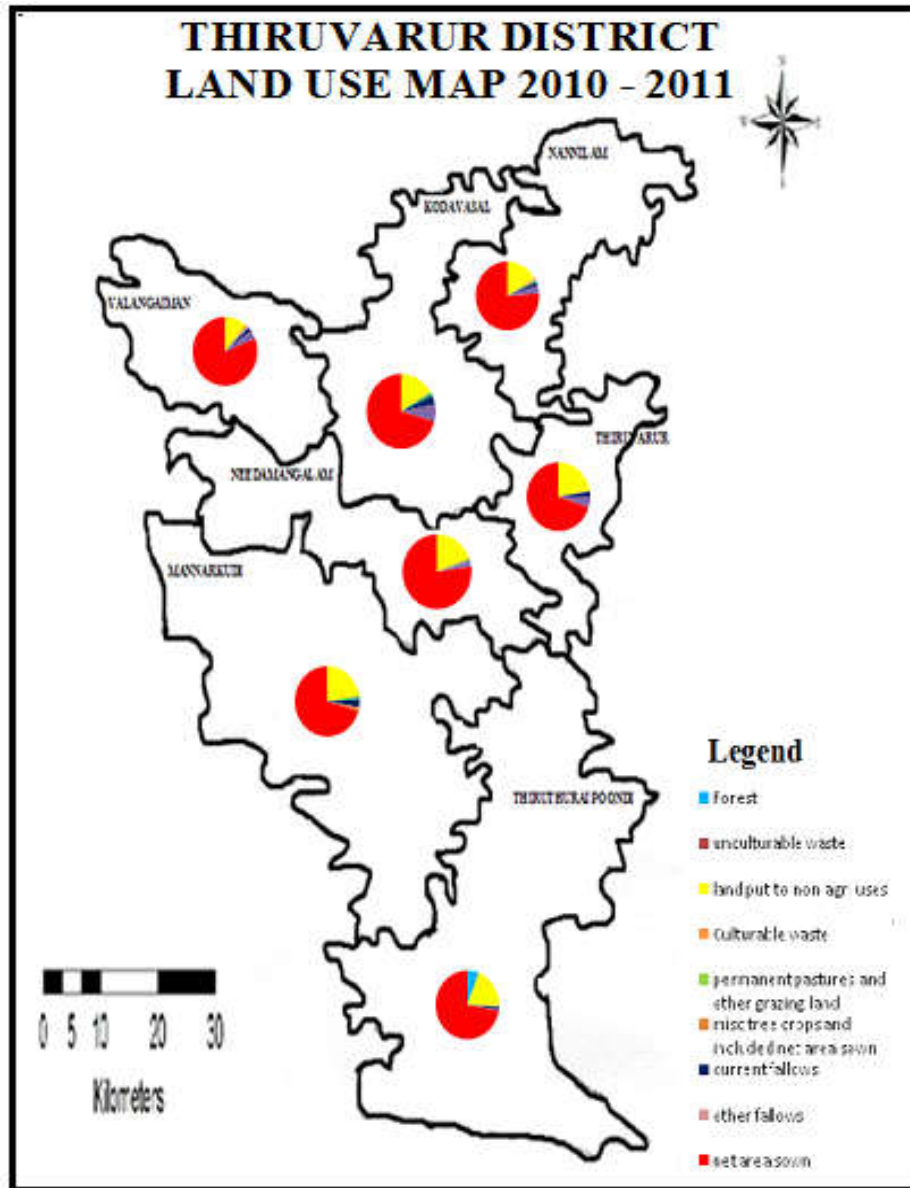 THIRUVARUR DISTRICT
LAND USE MAP 2010 - 2011
NANNILAM
KODAVASAL
VALANGAIMAN
THIRUVARUR
NEEDAMANGALAM
MANNARKUDI
THIRUTHURAIPOONDI
Legend
forest
unculturable waste
land put to non agri uses
Culturable waste
permanent pastures and
other grazing land
misc tree crops and
included net area sown
current fallows
other fallows
net area sown
0 5 10 20 30
Kilometers